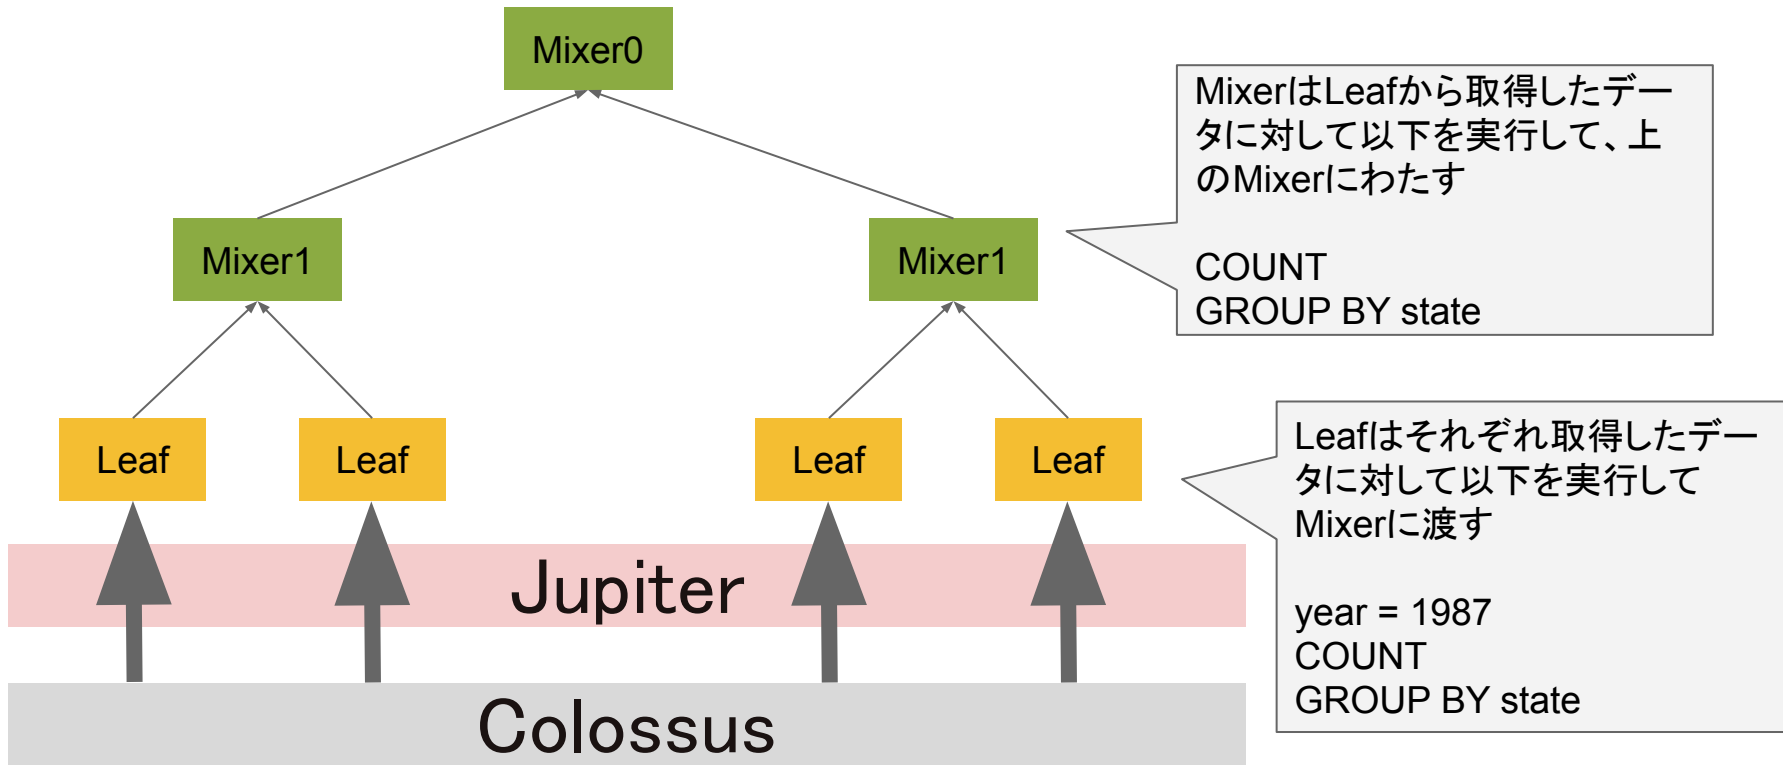 Mixer0
MixerはLeafから取得したデー
タに対して以下を実行して、上
のMixerにわたす
COUNT
GROUP BY state
Mixer1
Mixer1
Leaf
Leaf
Leaf
Leaf
Leafはそれぞれ取得したデー
タに対して以下を実行して
Mixerに渡す
year = 1987
COUNT
GROUP BY state
Jupiter
Colossus